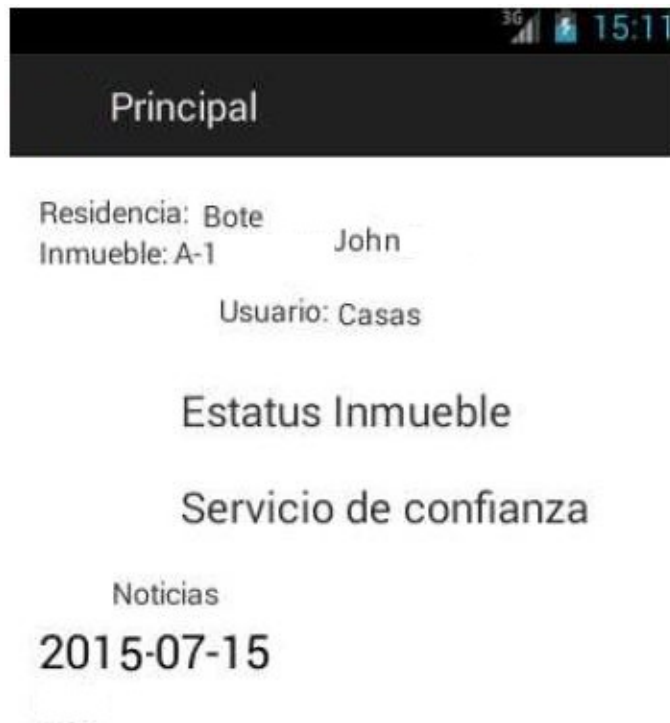 3G 15:11
Principal
Residencia: Bote
Inmueble: A-1
John
Usuario: Casas
Estatus Inmueble
Servicio de confianza
Noticias
2015-07-15